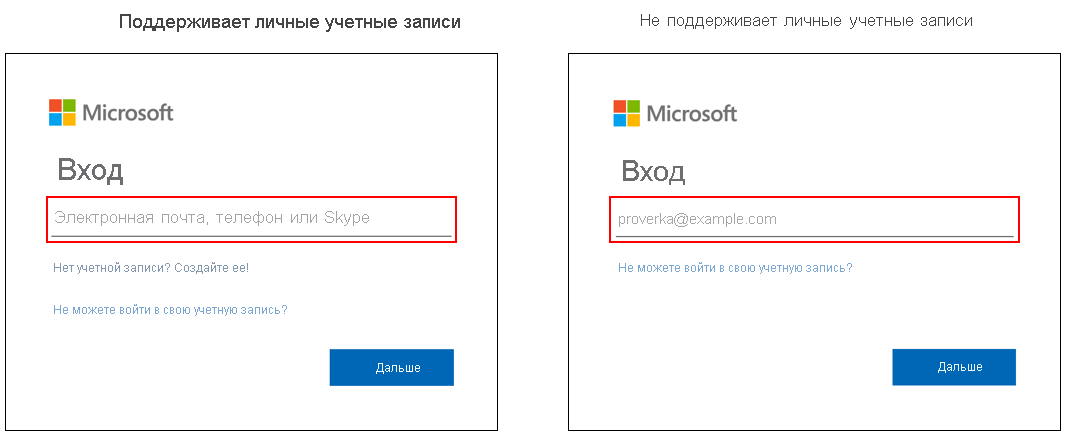 Поддерживает личные учетные записи
Microsoft
Вход
Электронная почта, телефон или Skype
Нет учетной записи? Создайте ее!
Не можете войти в свою учетную запись?
Дальше
Не поддерживает личные учетные записи
Microsoft
Вход
proverka@example.com
Не можете войти в свою учетную запись?
Дальше